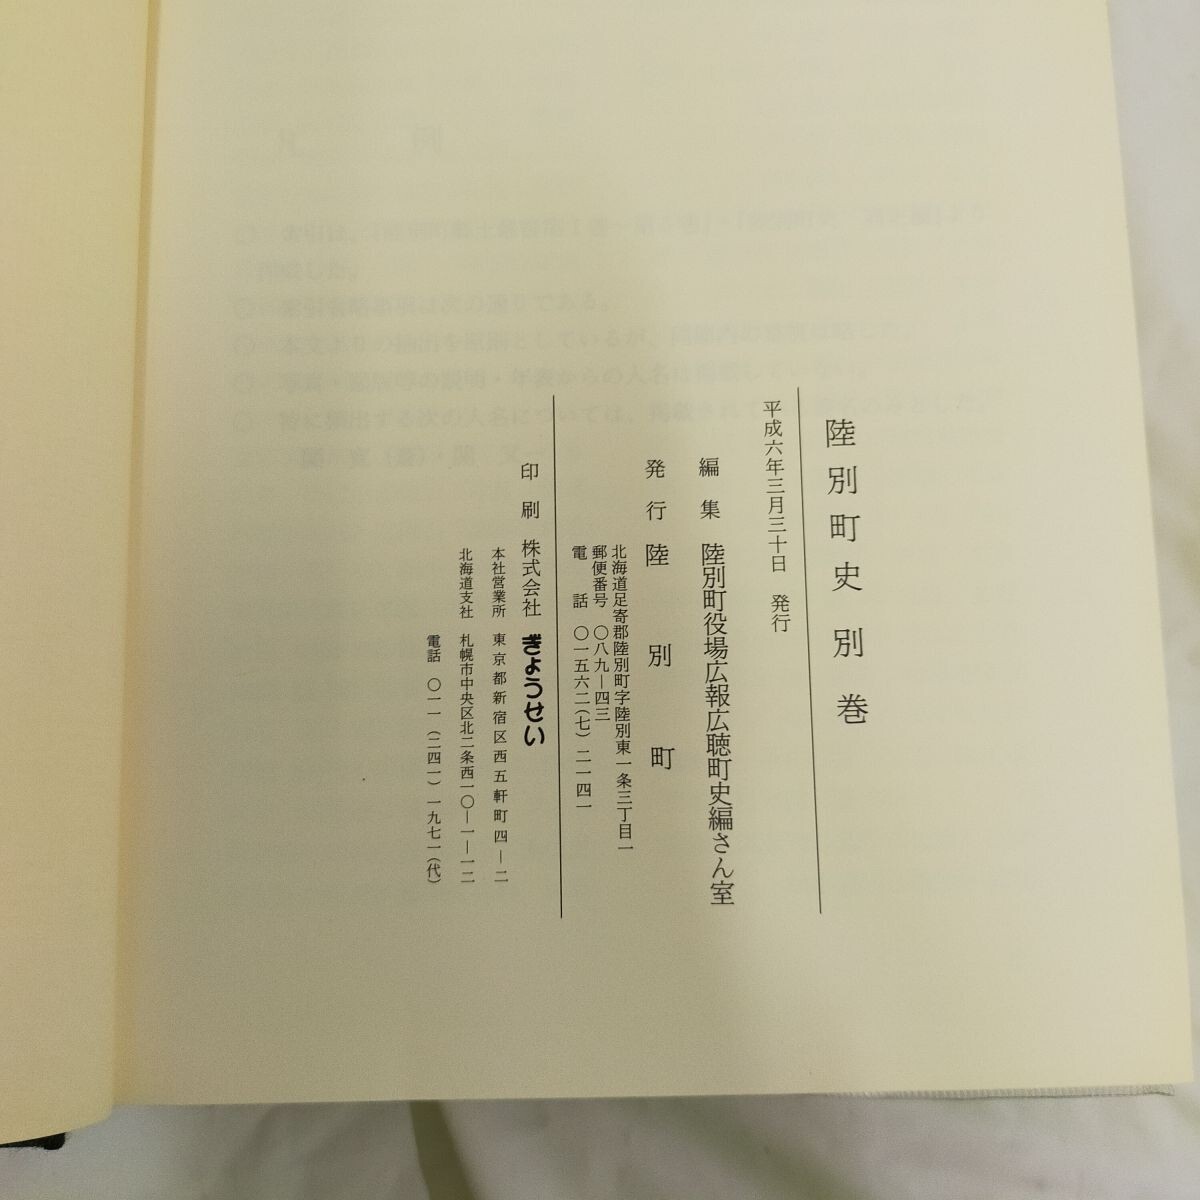 陸別町史 別巻
平成六年三月三十日 発行
編集 陸別町役場広報広聴町史編さん室
発行 陸別町
北海道足寄郡陸別町字陸別東一条三丁目一
郵便番号 〇八九―四三
電話 〇一五六二(七)二一四一
印刷 株式会社 ぎょうせい
本社営業所 東京都新宿区西五軒町四―二
北海道支社 札幌市中央区北二条西一〇―一―一二
電話 〇一一(二四一)一九七一(代)